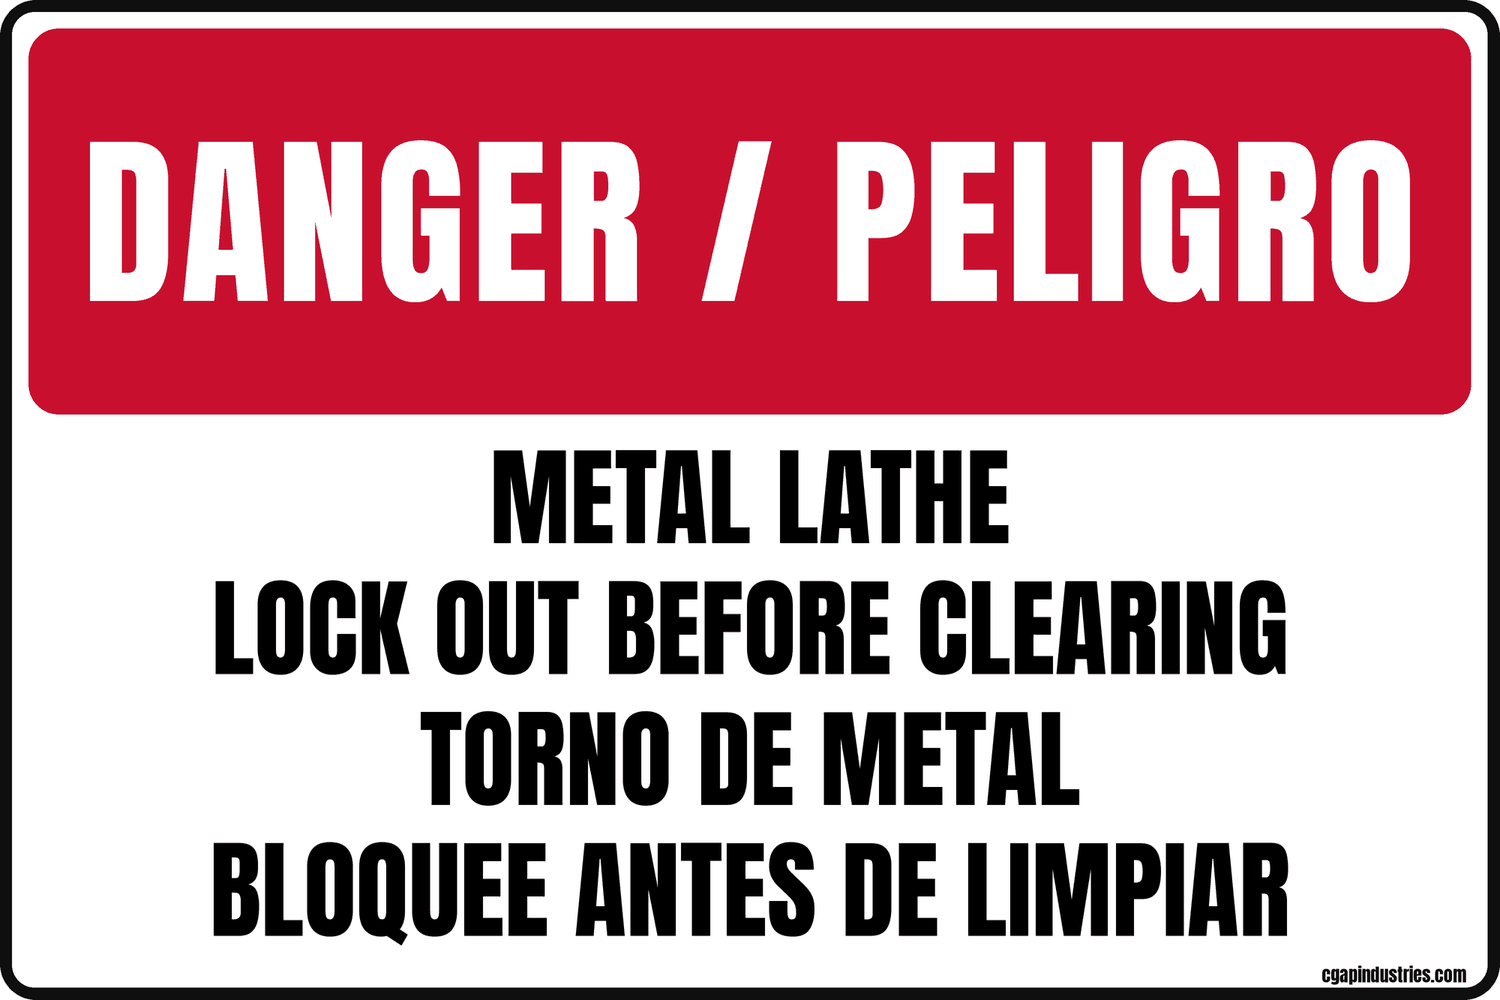 DANGER / PELIGRO
METAL LATHE
LOCK OUT BEFORE CLEARING
TORNO DE METAL
BLOQUEE ANTES DE LIMPIAR
cgapindustries.com